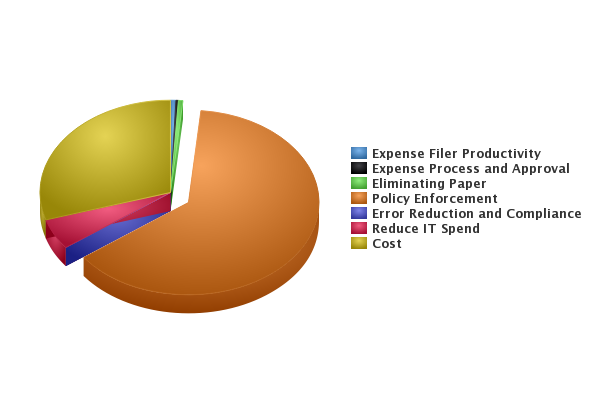 Expense Filer Productivity
Expense Process and Approval
Eliminating Paper
Policy Enforcement
Error Reduction and Compliance
Reduce IT Spend
Cost